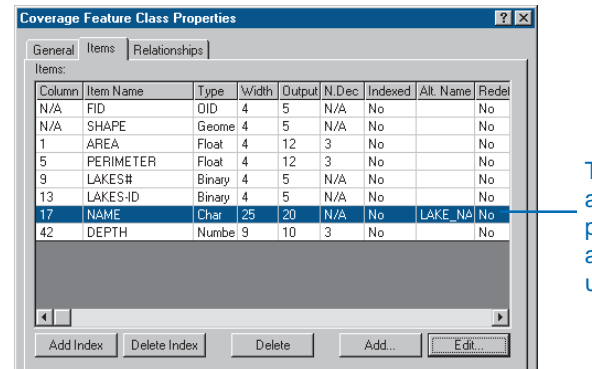 Coverage Feature Class Properties
General Items Relationships
Items:
Column Item Name Type Width Output N.Dec Indexed Alt. Name Redef
N/A FID OID 4 5 N/A No No
N/A SHAPE Geome 4 5 N/A No No
1 AREA Float 4 12 3 No No
5 PERIMETER Float 4 12 3 No No
9 LAKES# Binary 4 5 N/A No No
13 LAKES-ID Binary 4 5 N/A No No
17 NAME Char 25 20 N/A No LAKE_NA No
42 DEPTH Numbe 9 10 3 No No
Add Index Delete Index Delete Add... Edit...